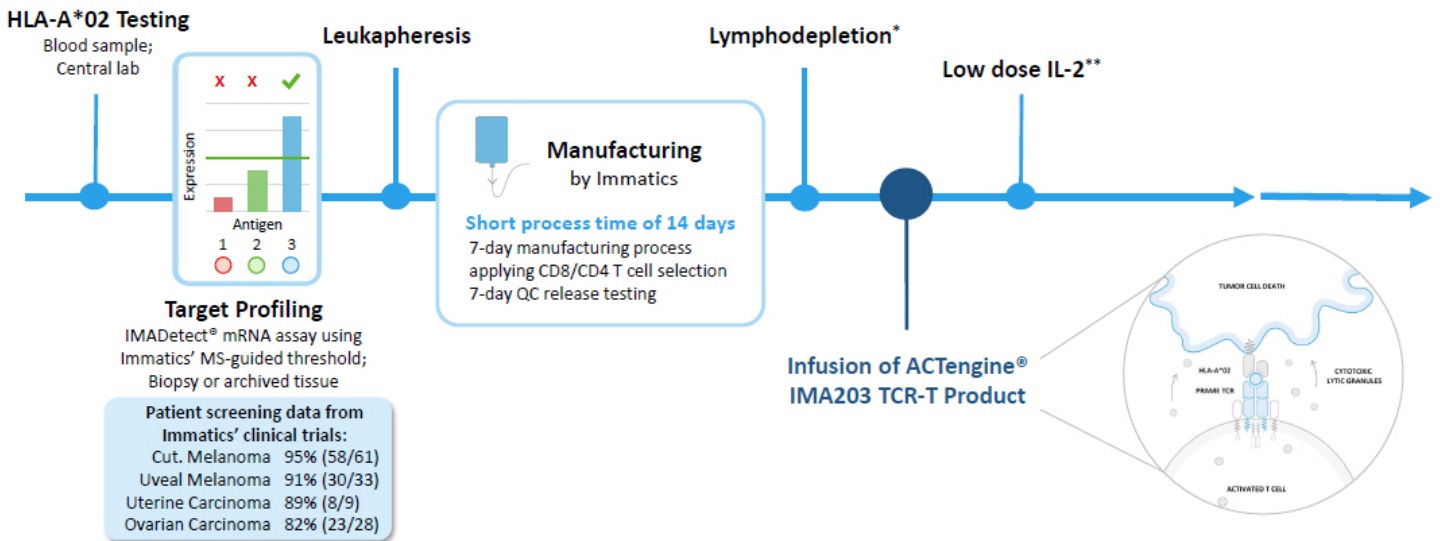 HLA-A*02 Testing
Blood sample;
Central lab
X X
Expression
Antigen
1 2 3
Target Profiling
IMADetect® mRNA assay using
Immatics’ MS-guided threshold;
Biopsy or archived tissue
Patient screening data from
Immatics’ clinical trials:
Cut. Melanoma 95% (58/61)
Uveal Melanoma 91% (30/33)
Uterine Carcinoma 89% (8/9)
Ovarian Carcinoma 82% (23/28)
Leukapheresis
Manufacturing
by Immatics
Short process time of 14 days
7-day manufacturing process
applying CD8/CD4 T cell selection
7-day QC release testing
Lymphodepletion*
Infusion of ACTengine®
IMA203 TCR-T Product
Low dose IL-2**
TUMOR CELL DEATH
HLA-A*02
PRAME TCR
CYTOTOXIC
LYTIC GRANULES
ACTIVATED T CELL